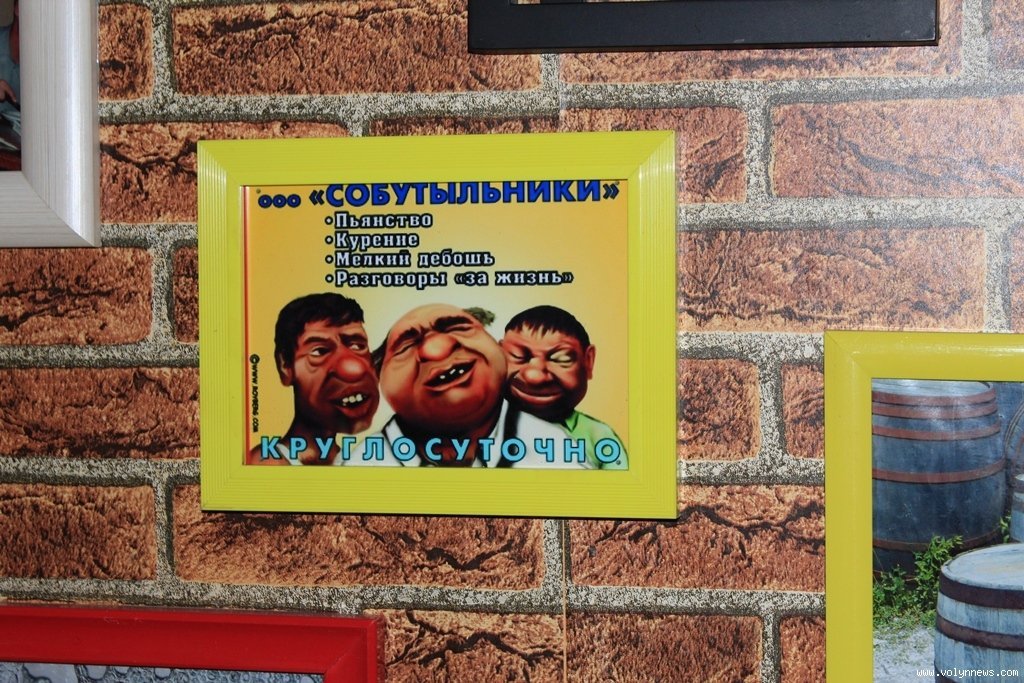 ооо «СОБУТЫЛЬНИКИ»
•Пьянство
•Курение
•Мелкий дебошь
•Разговоры «за жизнь»
КРУГЛОСУТОЧНО
www.volynnews.com